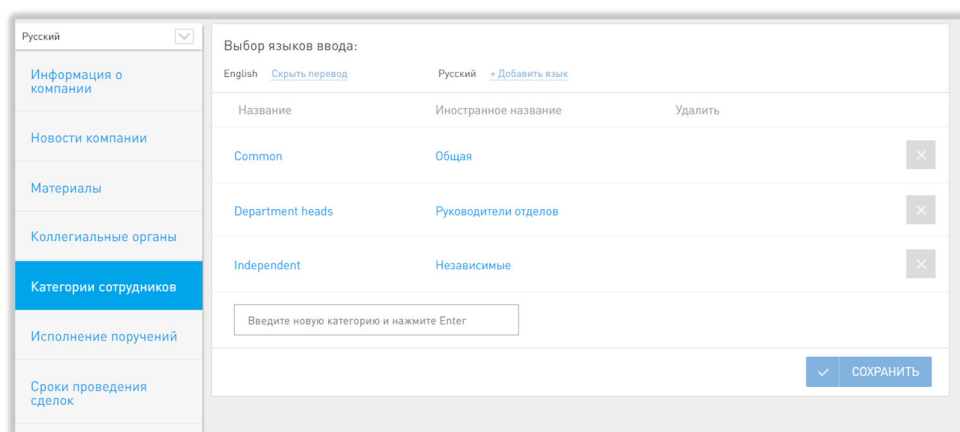 Русский
Информация о
компании
Новости компании
Материалы
Коллегиальные органы
Категории сотрудников
Исполнение поручений
Сроки проведения
сделок
Выбор языков ввода:
English Скрыть перевод Русский + Добавить язык
Название Иностранное название Удалить
Common Общая
Department heads Руководители отделов
Independent Независимые
Введите новую категорию и нажмите Enter
СОХРАНИТЬ